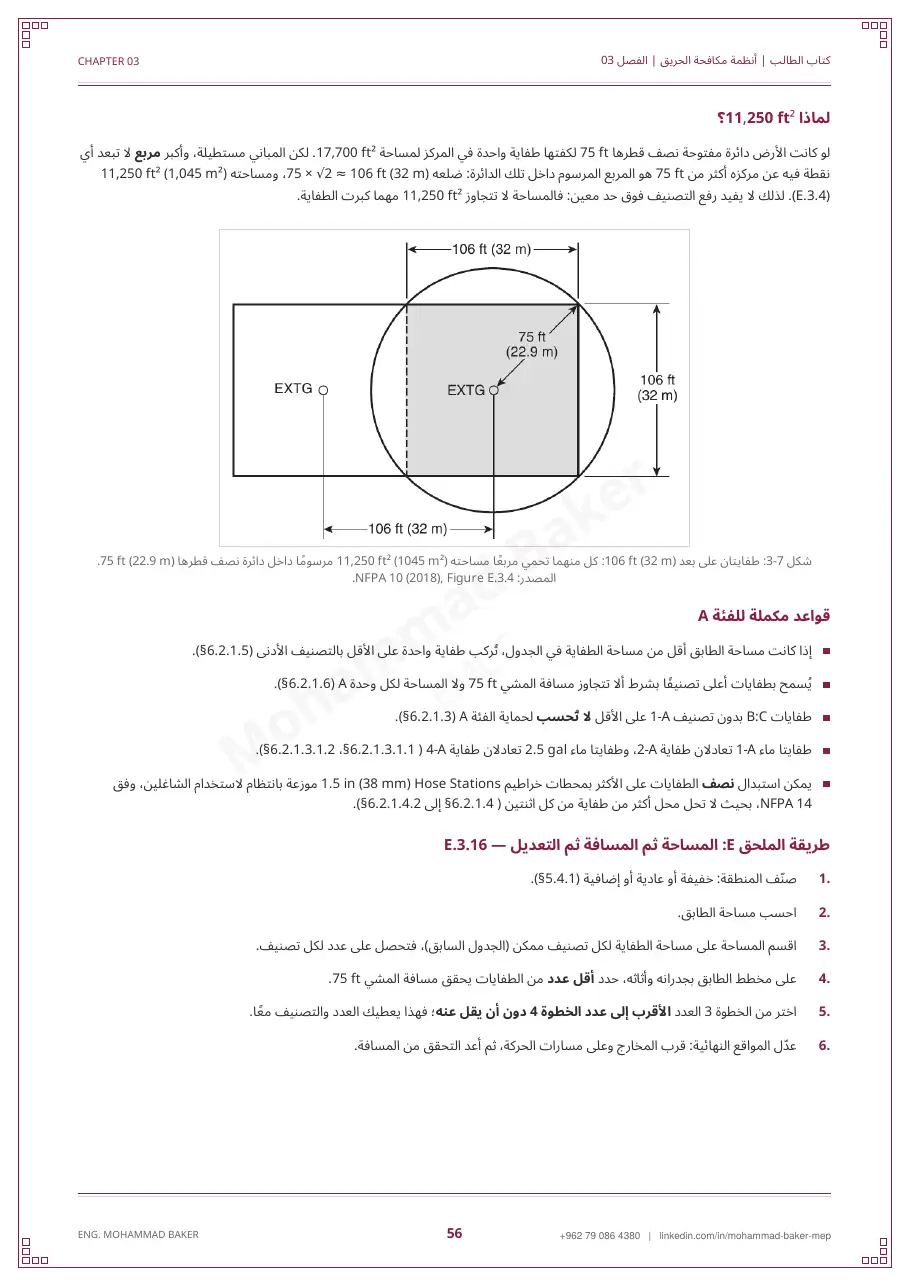 CHAPTER 03
كتاب الطالب | أنظمة مكافحة الحريق | الفصل 03
لماذا 11,250 ft²؟
لو كانت الأرض دائرة مفتوحة نصف قطرها 75 ft لكفتها طفاية واحدة في المركز لمساحة 17,700 ft². لكن المباني مستطيلة، وأكبر مربع لا تبعد أي
نقطة فيه عن مركزه أكثر من 75 ft هو المربع المرسوم داخل تلك الدائرة: ضلعه 75 × √2 ≈ 106 ft (32 m)، ومساحته 11,250 ft² (1,045 m²)
(E.3.4). لذلك لا يفيد رفع التصنيف فوق حد معين: فالمساحة لا تتجاوز 11,250 ft² مهما كبرت الطفاية.
106 ft (32 m)
75 ft
(22.9 m)
EXTG
EXTG
106 ft
(32 m)
106 ft (32 m)
شكل 7-3: طفايتان على بعد 106 ft (32 m): كل منهما تحمي مربعًا مساحته 11,250 ft² (1045 m²) مرسومًا داخل دائرة نصف قطرها 75 ft (22.9 m).
المصدر: NFPA 10 (2018), Figure E.3.4.
قواعد مكملة للفئة A
إذا كانت مساحة الطابق أقل من مساحة الطفاية في الجدول، تُركب طفاية واحدة على الأقل بالتصنيف الأدنى (§6.2.1.5).
يُسمح بطفايات أعلى تصنيفًا بشرط ألا تتجاوز مسافة المشي 75 ft ولا المساحة لكل وحدة A (§6.2.1.6).
طفايات B:C بدون تصنيف 1-A على الأقل لا تُحسب لحماية الفئة A (§6.2.1.3).
طفايتا ماء 1-A تعادلان طفاية 2-A، وطفايتا ماء 2.5 gal تعادلان طفاية 4-A ( §6.2.1.3.1.1، §6.2.1.3.1.2).
يمكن استبدال نصف الطفايات على الأكثر بمحطات خراطيم 1.5 in (38 mm) Hose Stations موزعة بانتظام لاستخدام الشاغلين، وفق
NFPA 14، بحيث لا تحل محل أكثر من طفاية من كل اثنتين ( §6.2.1.4 إلى §6.2.1.4.2).
طريقة الملحق E: المساحة ثم المسافة ثم التعديل — E.3.16
1. صنّف المنطقة: خفيفة أو عادية أو إضافية (§5.4.1).
2. احسب مساحة الطابق.
3. اقسم المساحة على مساحة الطفاية لكل تصنيف ممكن (الجدول السابق)، فتحصل على عدد لكل تصنيف.
4. على مخطط الطابق بجدرانه وأثاثه، حدد أقل عدد من الطفايات يحقق مسافة المشي 75 ft.
5. اختر من الخطوة 3 العدد الأقرب إلى عدد الخطوة 4 دون أن يقل عنه؛ فهذا يعطيك العدد والتصنيف معًا.
6. عدّل المواقع النهائية: قرب المخارج وعلى مسارات الحركة، ثم أعد التحقق من المسافة.
Mohammad Baker
ENG. MOHAMMAD BAKER
56
+962 79 086 4380 | linkedin.com/in/mohammad-baker-mep